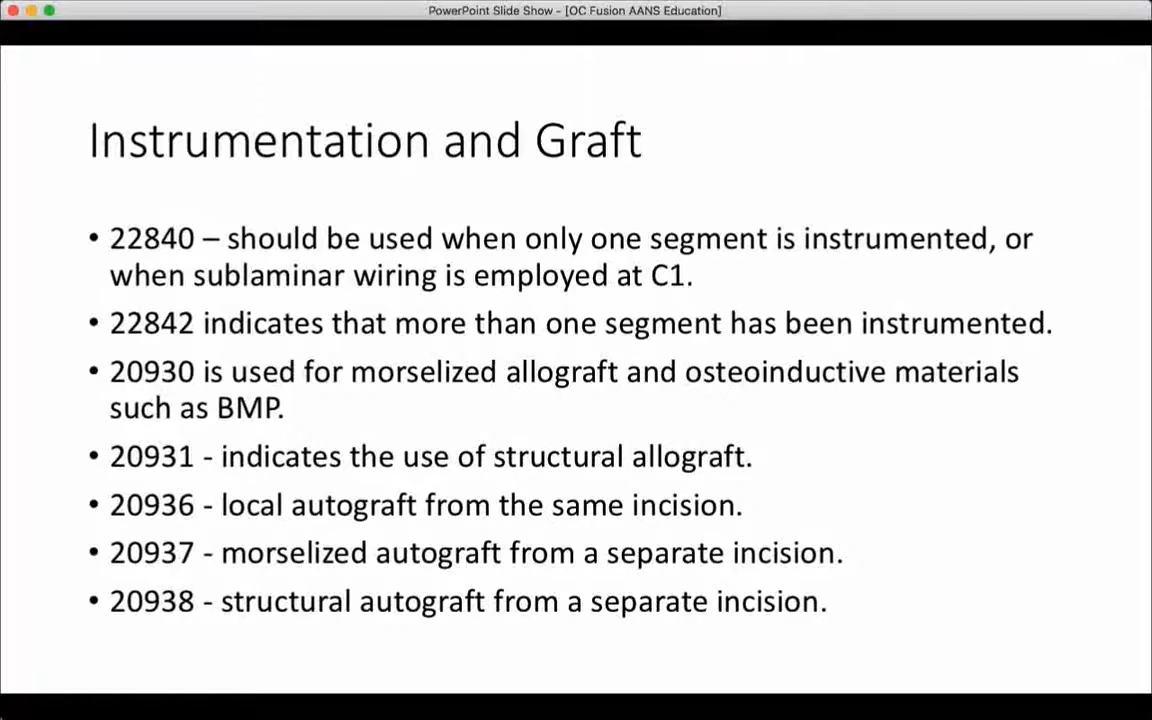 PowerPoint Slide Show - [OC Fusion AANS Education]
Instrumentation and Graft
• 22840 – should be used when only one segment is instrumented, or
when sublaminar wiring is employed at C1.
• 22842 indicates that more than one segment has been instrumented.
• 20930 is used for morselized allograft and osteoinductive materials
such as BMP.
• 20931 - indicates the use of structural allograft.
• 20936 - local autograft from the same incision.
• 20937 - morselized autograft from a separate incision.
• 20938 - structural autograft from a separate incision.